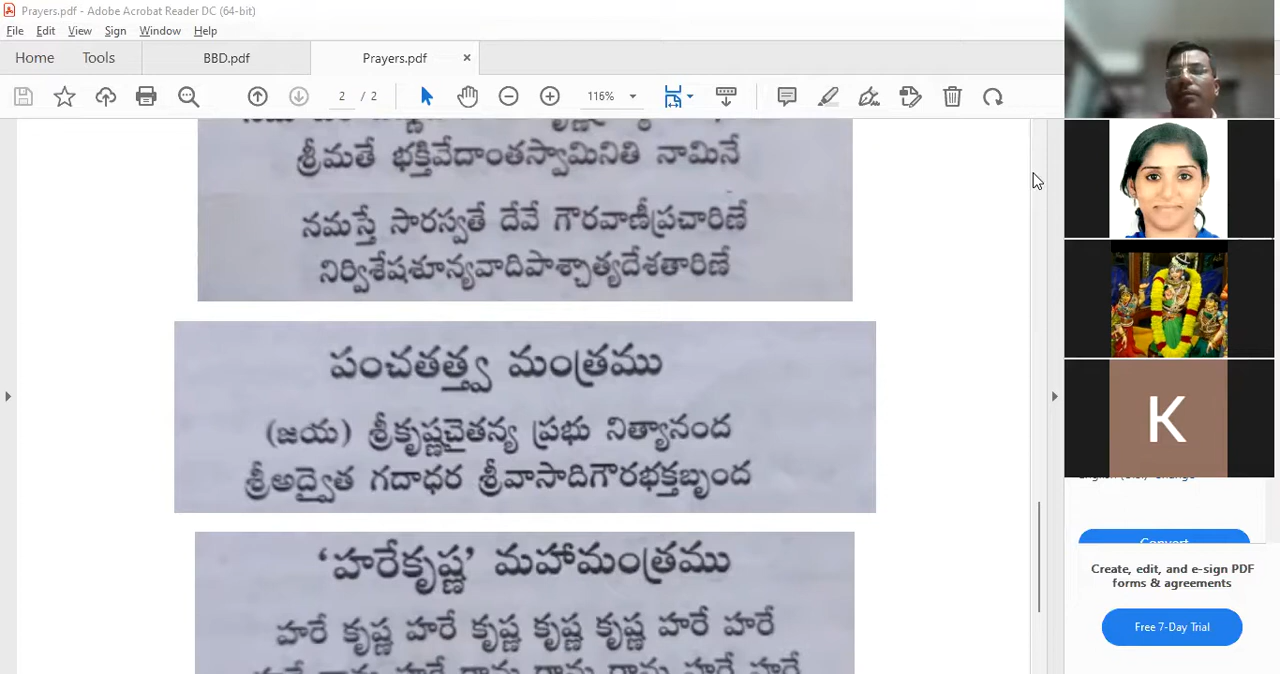 Prayers.pdf - Adobe Acrobat Reader DC (64-bit)
File Edit View Sign Window Help
Home Tools BBD.pdf Prayers.pdf ×
2 / 2 116%
శ్రీమతే భక్తివేదాంతస్వామినితి నామినే
నమస్తే సారస్వతే దేవే గౌరవాణీప్రచారిణే
నిర్విశేషశూన్యవాదిపాశ్చాత్యదేశతారిణే
పంచతత్త్వ మంత్రము
(జయ) శ్రీకృష్ణచైతన్య ప్రభు నిత్యానంద
శ్రీఅద్వైత గదాధర శ్రీవాసాదిగౌరభక్తబృంద
'హరేకృష్ణ' మహామంత్రము
హరే కృష్ణ హరే కృష్ణ కృష్ణ కృష్ణ హరే హరే
K
Convert
Create, edit, and e-sign PDF
forms & agreements
Free 7-Day Trial